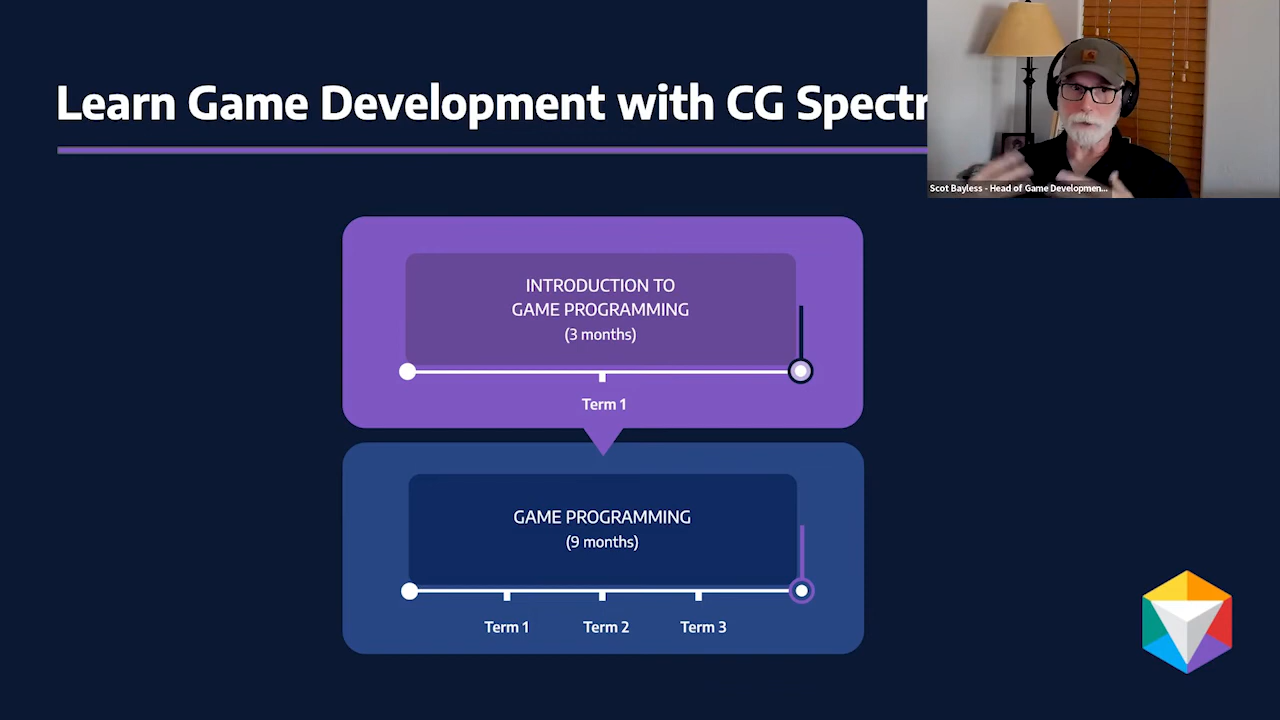 Learn Game Development with CG Spectr
Scot Bayless - Head of Game Developmen...
INTRODUCTION TO
GAME PROGRAMMING
(3 months)
Term 1
GAME PROGRAMMING
(9 months)
Term 1 Term 2 Term 3